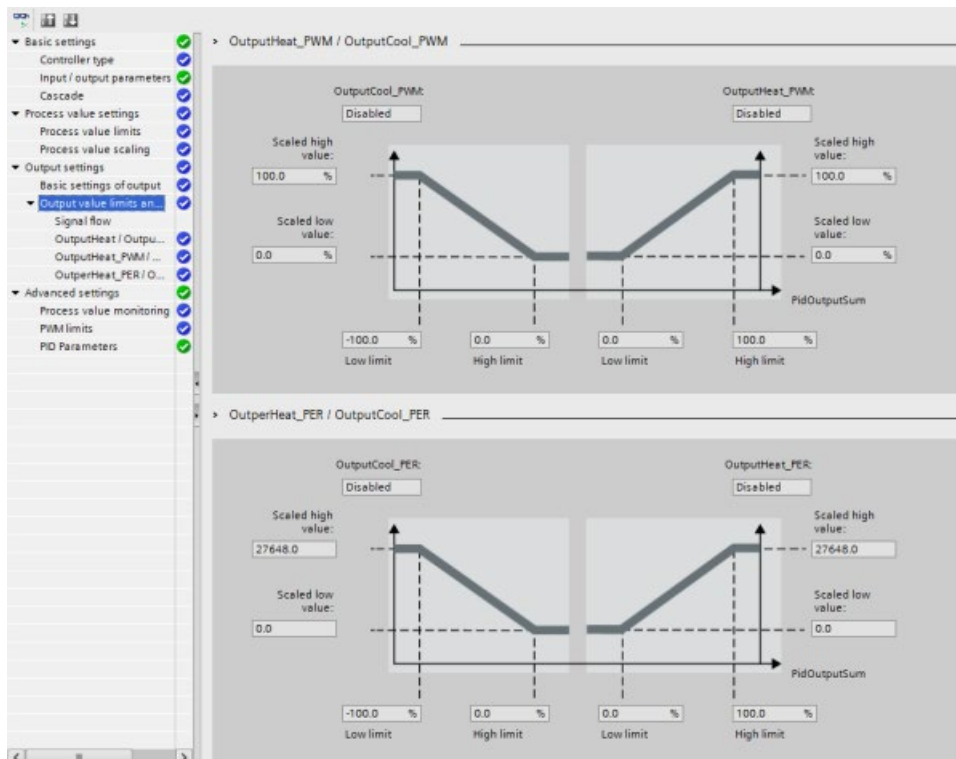 Basic settings
Controller type
Input / output parameters
Cascade
Process value settings
Process value limits
Process value scaling
Output settings
Basic settings of output
Output value limits an...
Signal flow
OutputHeat / Outpu...
OutputHeat_PWM / ...
OutperHeat_PER / O...
Advanced settings
Process value monitoring
PWM limits
PID Parameters
OutputHeat_PWM / OutputCool_PWM
OutputCool_PWM:
Disabled
OutputHeat_PWM:
Disabled
Scaled high
value:
100.0 %
Scaled low
value:
0.0 %
Scaled high
value:
100.0 %
Scaled low
value:
0.0 %
PidOutputSum
-100.0 %
0.0 %
0.0 %
100.0 %
Low limit
High limit
Low limit
High limit
OutperHeat_PER / OutputCool_PER
OutputCool_PER:
Disabled
OutputHeat_PER:
Disabled
Scaled high
value:
27648.0
Scaled low
value:
0.0
Scaled high
value:
27648.0
Scaled low
value:
0.0
PidOutputSum
-100.0 %
0.0 %
0.0 %
100.0 %
Low limit
High limit
Low limit
High limit